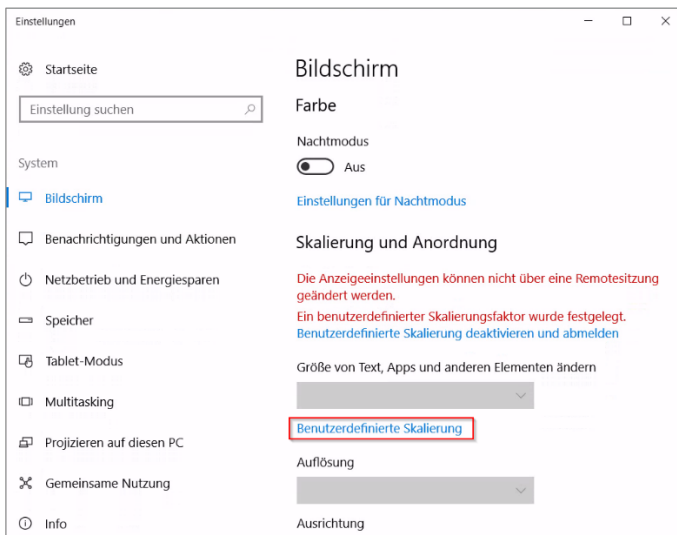 Einstellungen
Startseite
Einstellung suchen
System
Bildschirm
Benachrichtigungen und Aktionen
Netzbetrieb und Energiesparen
Speicher
Tablet-Modus
Multitasking
Projizieren auf diesen PC
Gemeinsame Nutzung
Info
Bildschirm
Farbe
Nachtmodus
Aus
Einstellungen für Nachtmodus
Skalierung und Anordnung
Die Anzeigeeinstellungen können nicht über eine Remotesitzung
geändert werden.
Ein benutzerdefinierter Skalierungsfaktor wurde festgelegt.
Benutzerdefinierte Skalierung deaktivieren und abmelden
Größe von Text, Apps und anderen Elementen ändern
Benutzerdefinierte Skalierung
Auflösung
Ausrichtung